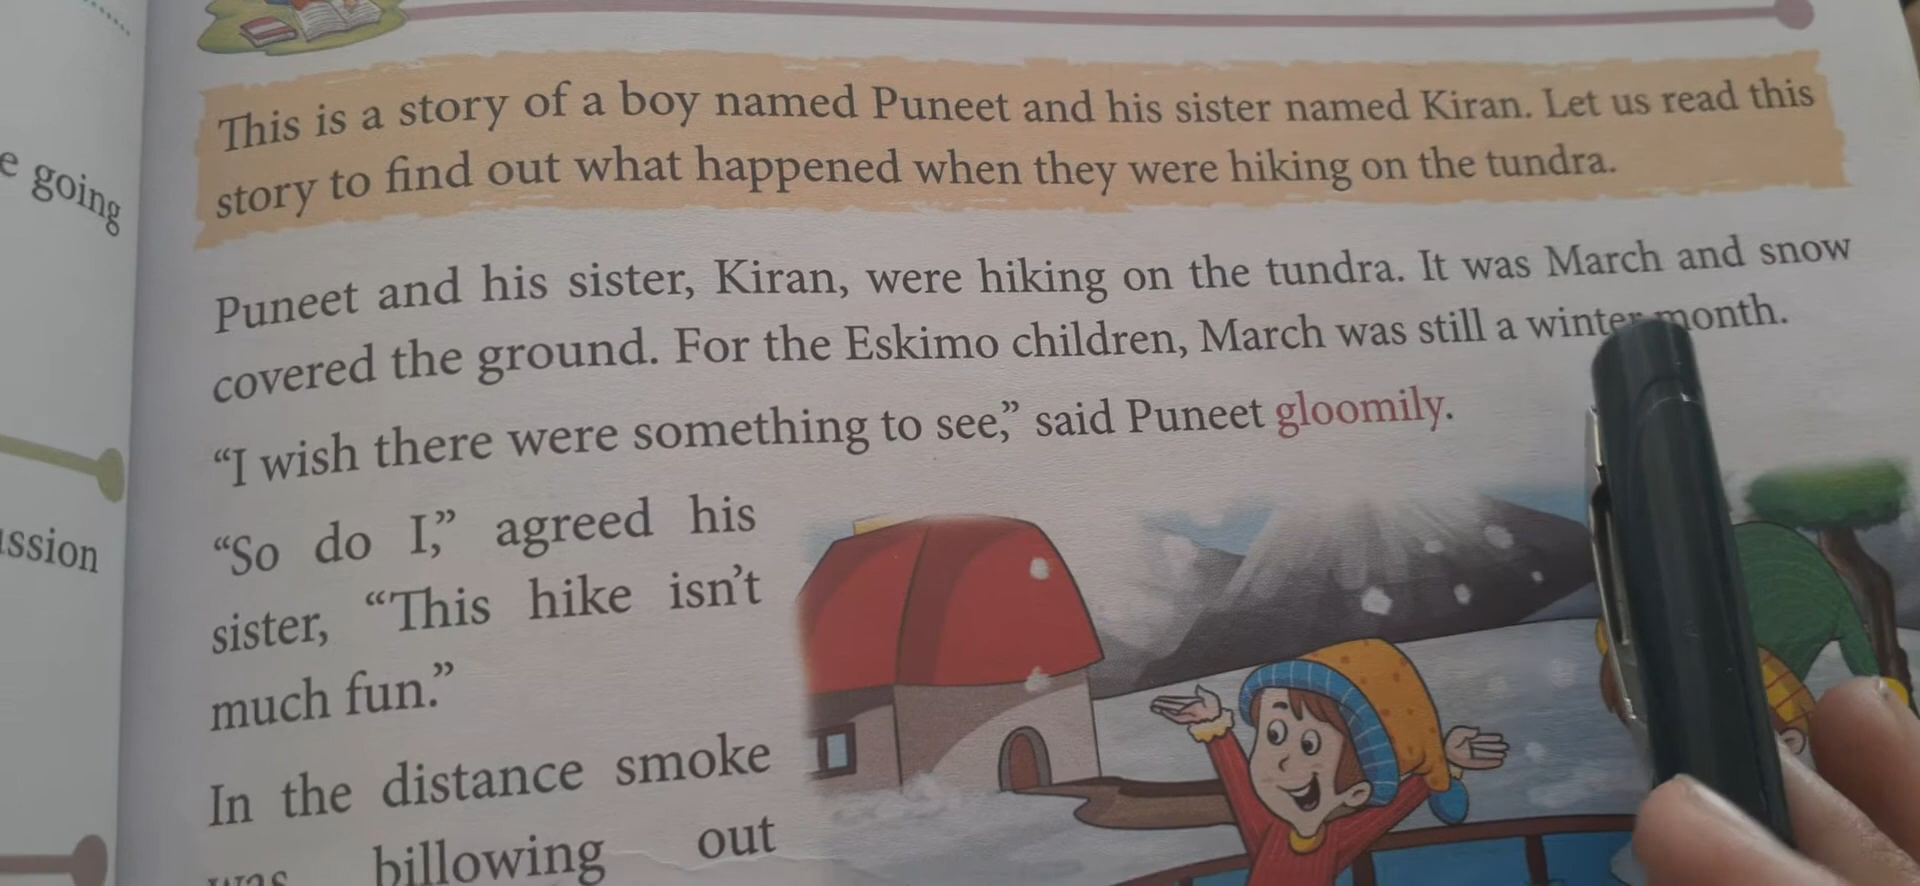 e going
ssion
This is a story of a boy named Puneet and his sister named Kiran. Let us read this
story to find out what happened when they were hiking on the tundra.
Puneet and his sister, Kiran, were hiking on the tundra. It was March and snow
covered the ground. For the Eskimo children, March was still a winter month.
“I wish there were something to see,” said Puneet gloomily.
“So do I,” agreed his
sister, “This hike isn’t
much fun.”
In the distance smoke
was billowing out